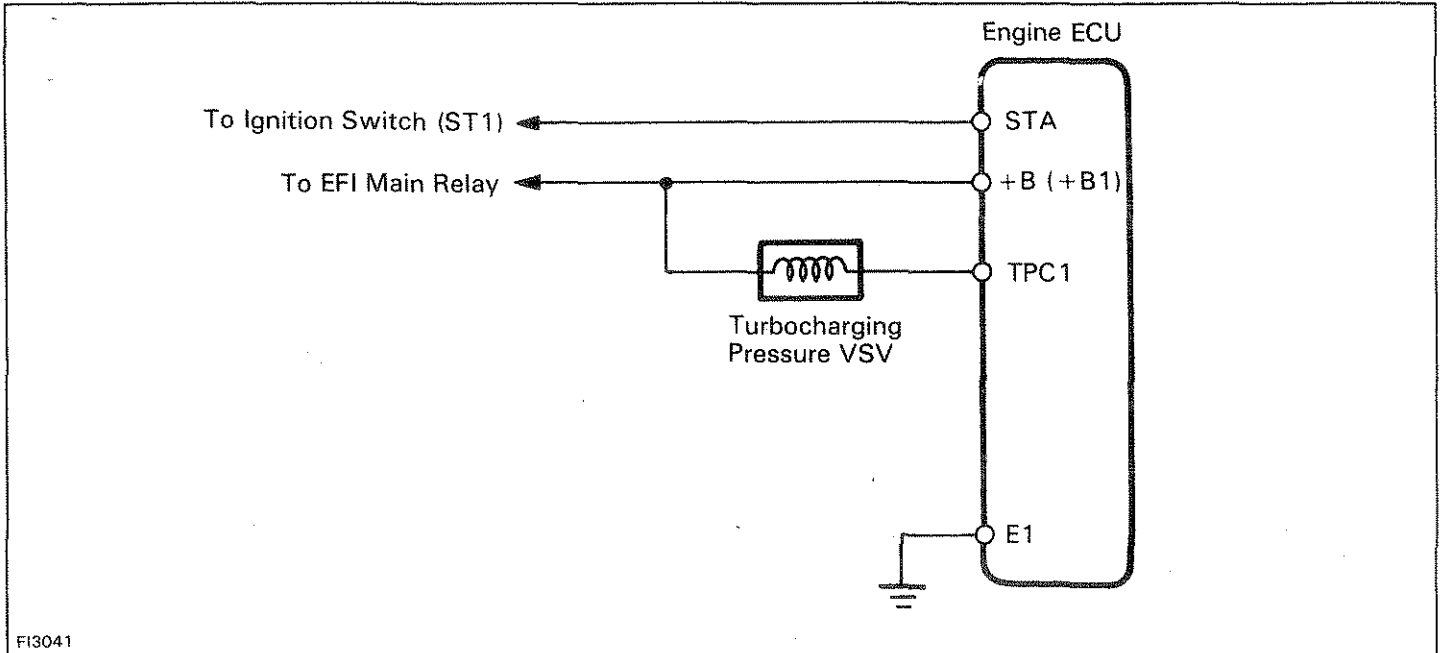 Engine ECU
To Ignition Switch (ST1)
STA
To EFI Main Relay
+B (+B1)
TPC1
Turbocharging
Pressure VSV
E1
FI3041